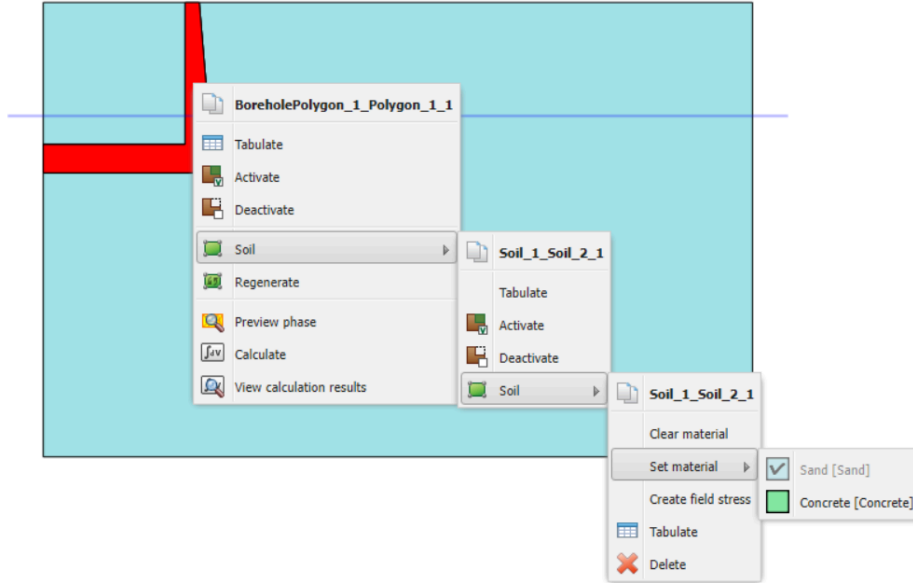 BoreholePolygon_1_Polygon_1_1
Tabulate
Activate
Deactivate
Soil
Regenerate
Preview phase
Calculate
View calculation results
Soil_1_Soil_2_1
Tabulate
Activate
Deactivate
Soil
Soil_1_Soil_2_1
Clear material
Set material
Create field stress
Tabulate
Delete
Sand [Sand]
Concrete [Concrete]